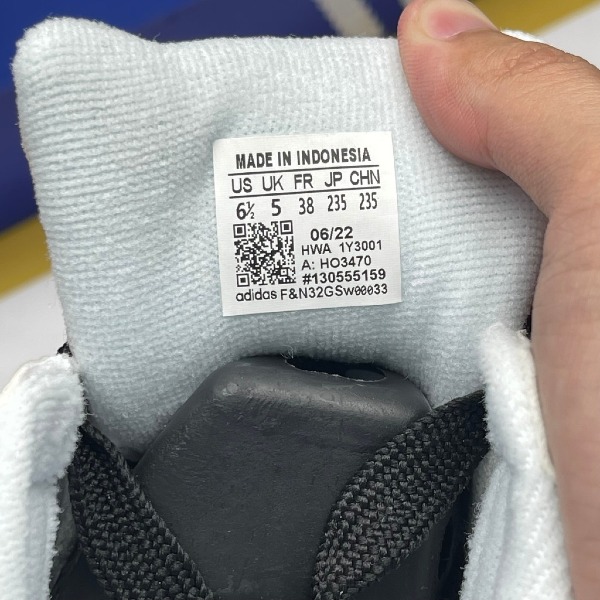 MADE IN INDONESIA
US UK FR JP CHN
6½ 5 38 235 235
06/22
HWA 1Y3001
A: HO3470
#130555159
adidas F&N32GSw00033